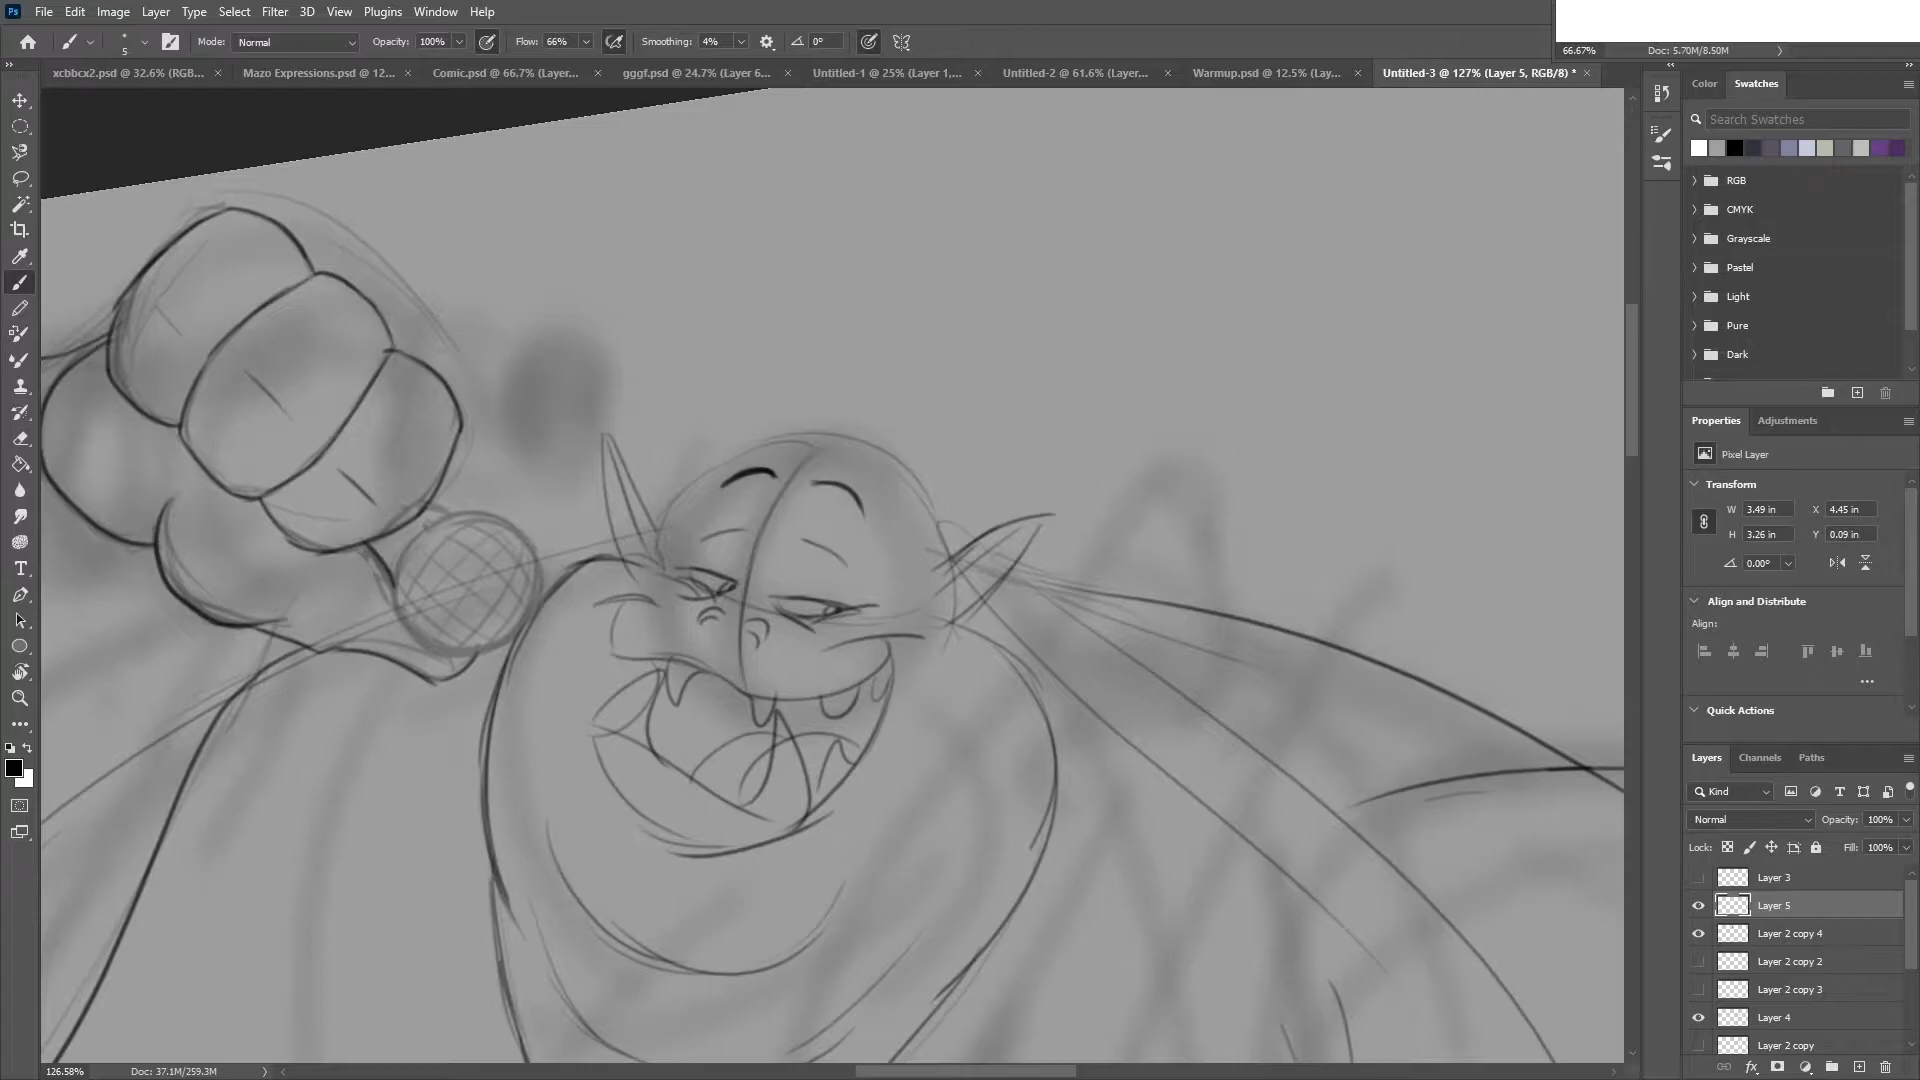 Ps File Edit Image Layer Type Select Filter 3D View Plugins Window Help
5 Mode: Normal Opacity: 100% Flow: 66% Smoothing: 4% 0°
66.67% Doc: 5.70M/8.50M
xcbbcx2.psd @ 32.6% (RGB... Mazo Expressions.psd @ 12... Comic.psd @ 66.7% (Layer... gggf.psd @ 24.7% (Layer 6... Untitled-1 @ 25% (Layer 1,... Untitled-2 @ 61.6% (Layer... Warmup.psd @ 12.5% (Lay... Untitled-3 @ 127% (Layer 5, RGB/8) *
Color Swatches
Search Swatches
RGB
CMYK
Grayscale
Pastel
Light
Pure
Dark
Properties Adjustments
Pixel Layer
Transform
W 3.49 in X 4.45 in
H 3.26 in Y 0.09 in
0.00°
Align and Distribute
Align:
Quick Actions
Layers Channels Paths
Kind
Normal Opacity: 100%
Lock: Fill: 100%
Layer 3
Layer 5
Layer 2 copy 4
Layer 2 copy 2
Layer 2 copy 3
Layer 4
Layer 2 copy
126.58% Doc: 37.1M/259.3M